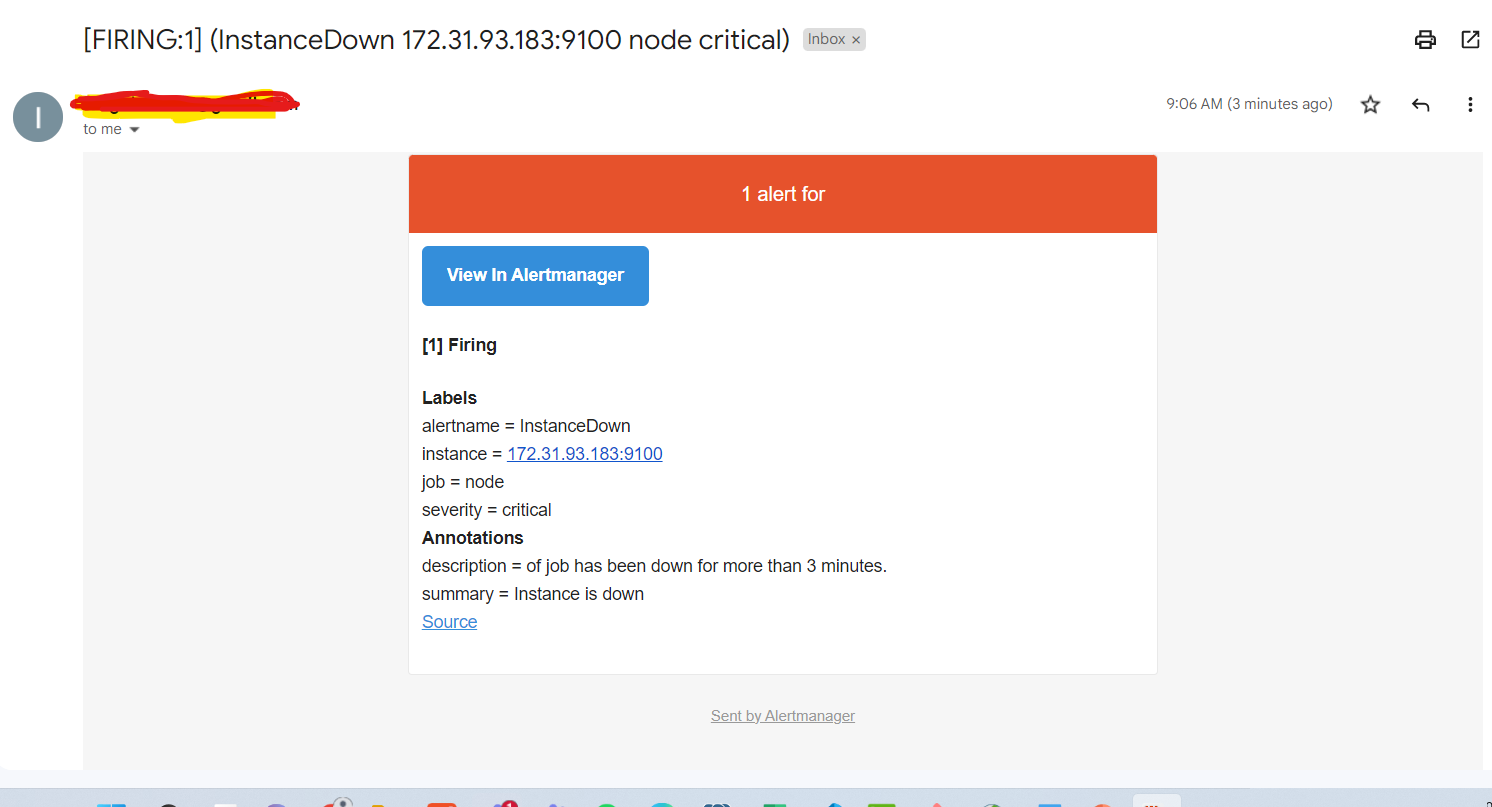 [FIRING:1] (InstanceDown 172.31.93.183:9100 node critical) Inbox ×
I
9:06 AM (3 minutes ago)
to me
1 alert for
View In Alertmanager
[1] Firing
Labels
alertname = InstanceDown
instance = 172.31.93.183:9100
job = node
severity = critical
Annotations
description = of job has been down for more than 3 minutes.
summary = Instance is down
Source
Sent by Alertmanager
1